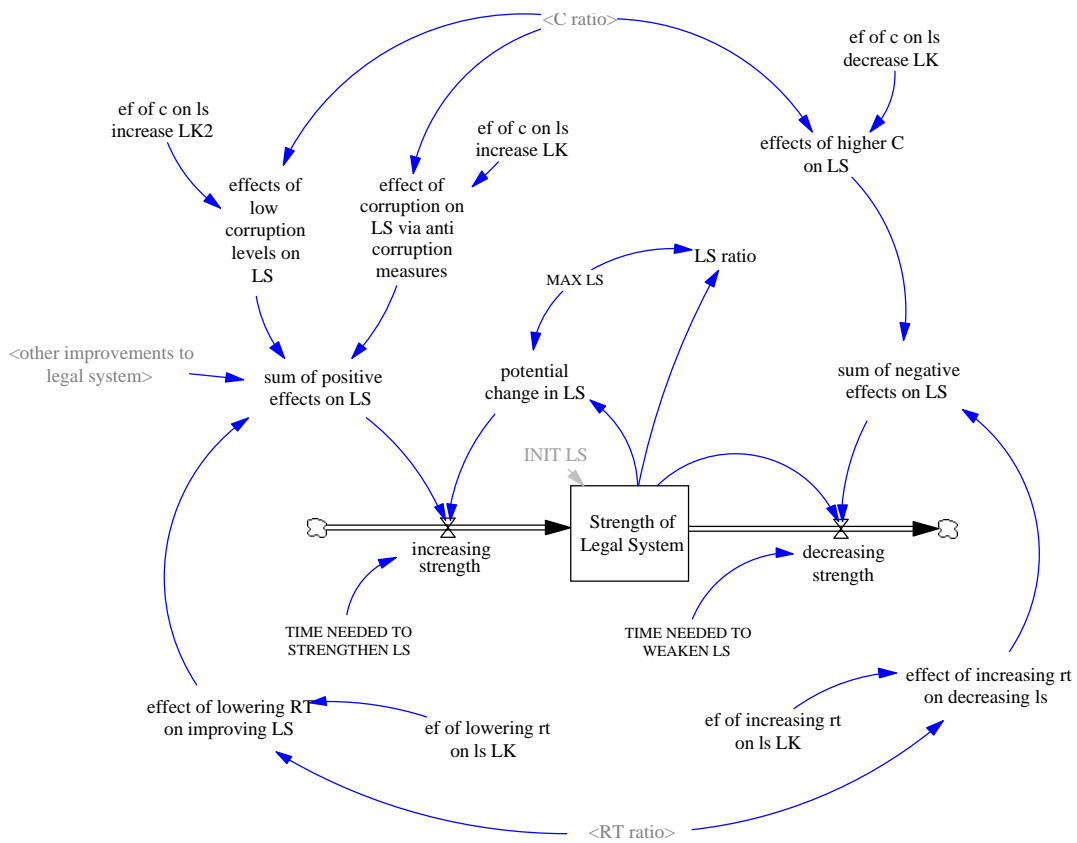 <C ratio>
ef of c on ls
decrease LK
ef of c on ls
increase LK2
ef of c on ls
increase LK
effects of higher C
on LS
effects of
low
corruption
levels on
LS
effect of
corruption on
LS via anti
corruption
measures
LS ratio
MAX LS
<other improvements to
legal system>
sum of positive
effects on LS
potential
change in LS
sum of negative
effects on LS
INIT LS
Strength of
Legal System
increasing
strength
decreasing
strength
TIME NEEDED TO
STRENGTHEN LS
TIME NEEDED TO
WEAKEN LS
effect of lowering RT
on improving LS
ef of lowering rt
on ls LK
ef of increasing rt
on ls LK
effect of increasing rt
on decreasing ls
<RT ratio>